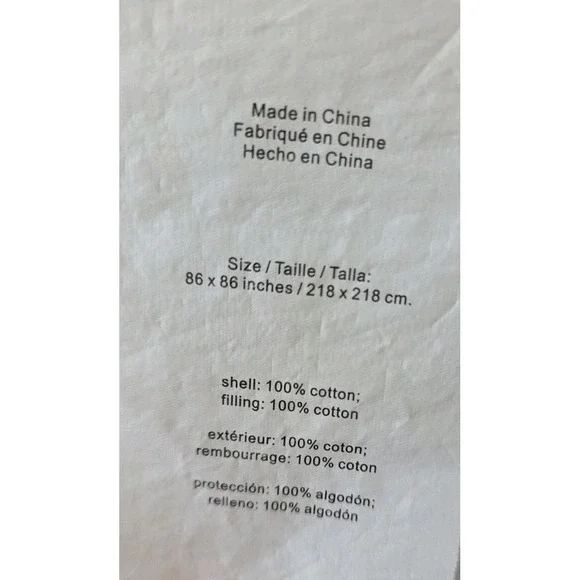 Made in China
Fabriqué en Chine
Hecho en China
Size / Taille / Talla:
86 x 86 inches / 218 x 218 cm.
shell: 100% cotton;
filling: 100% cotton
extérieur: 100% coton;
rembourrage: 100% coton
protección: 100% algodón;
relleno: 100% algodón